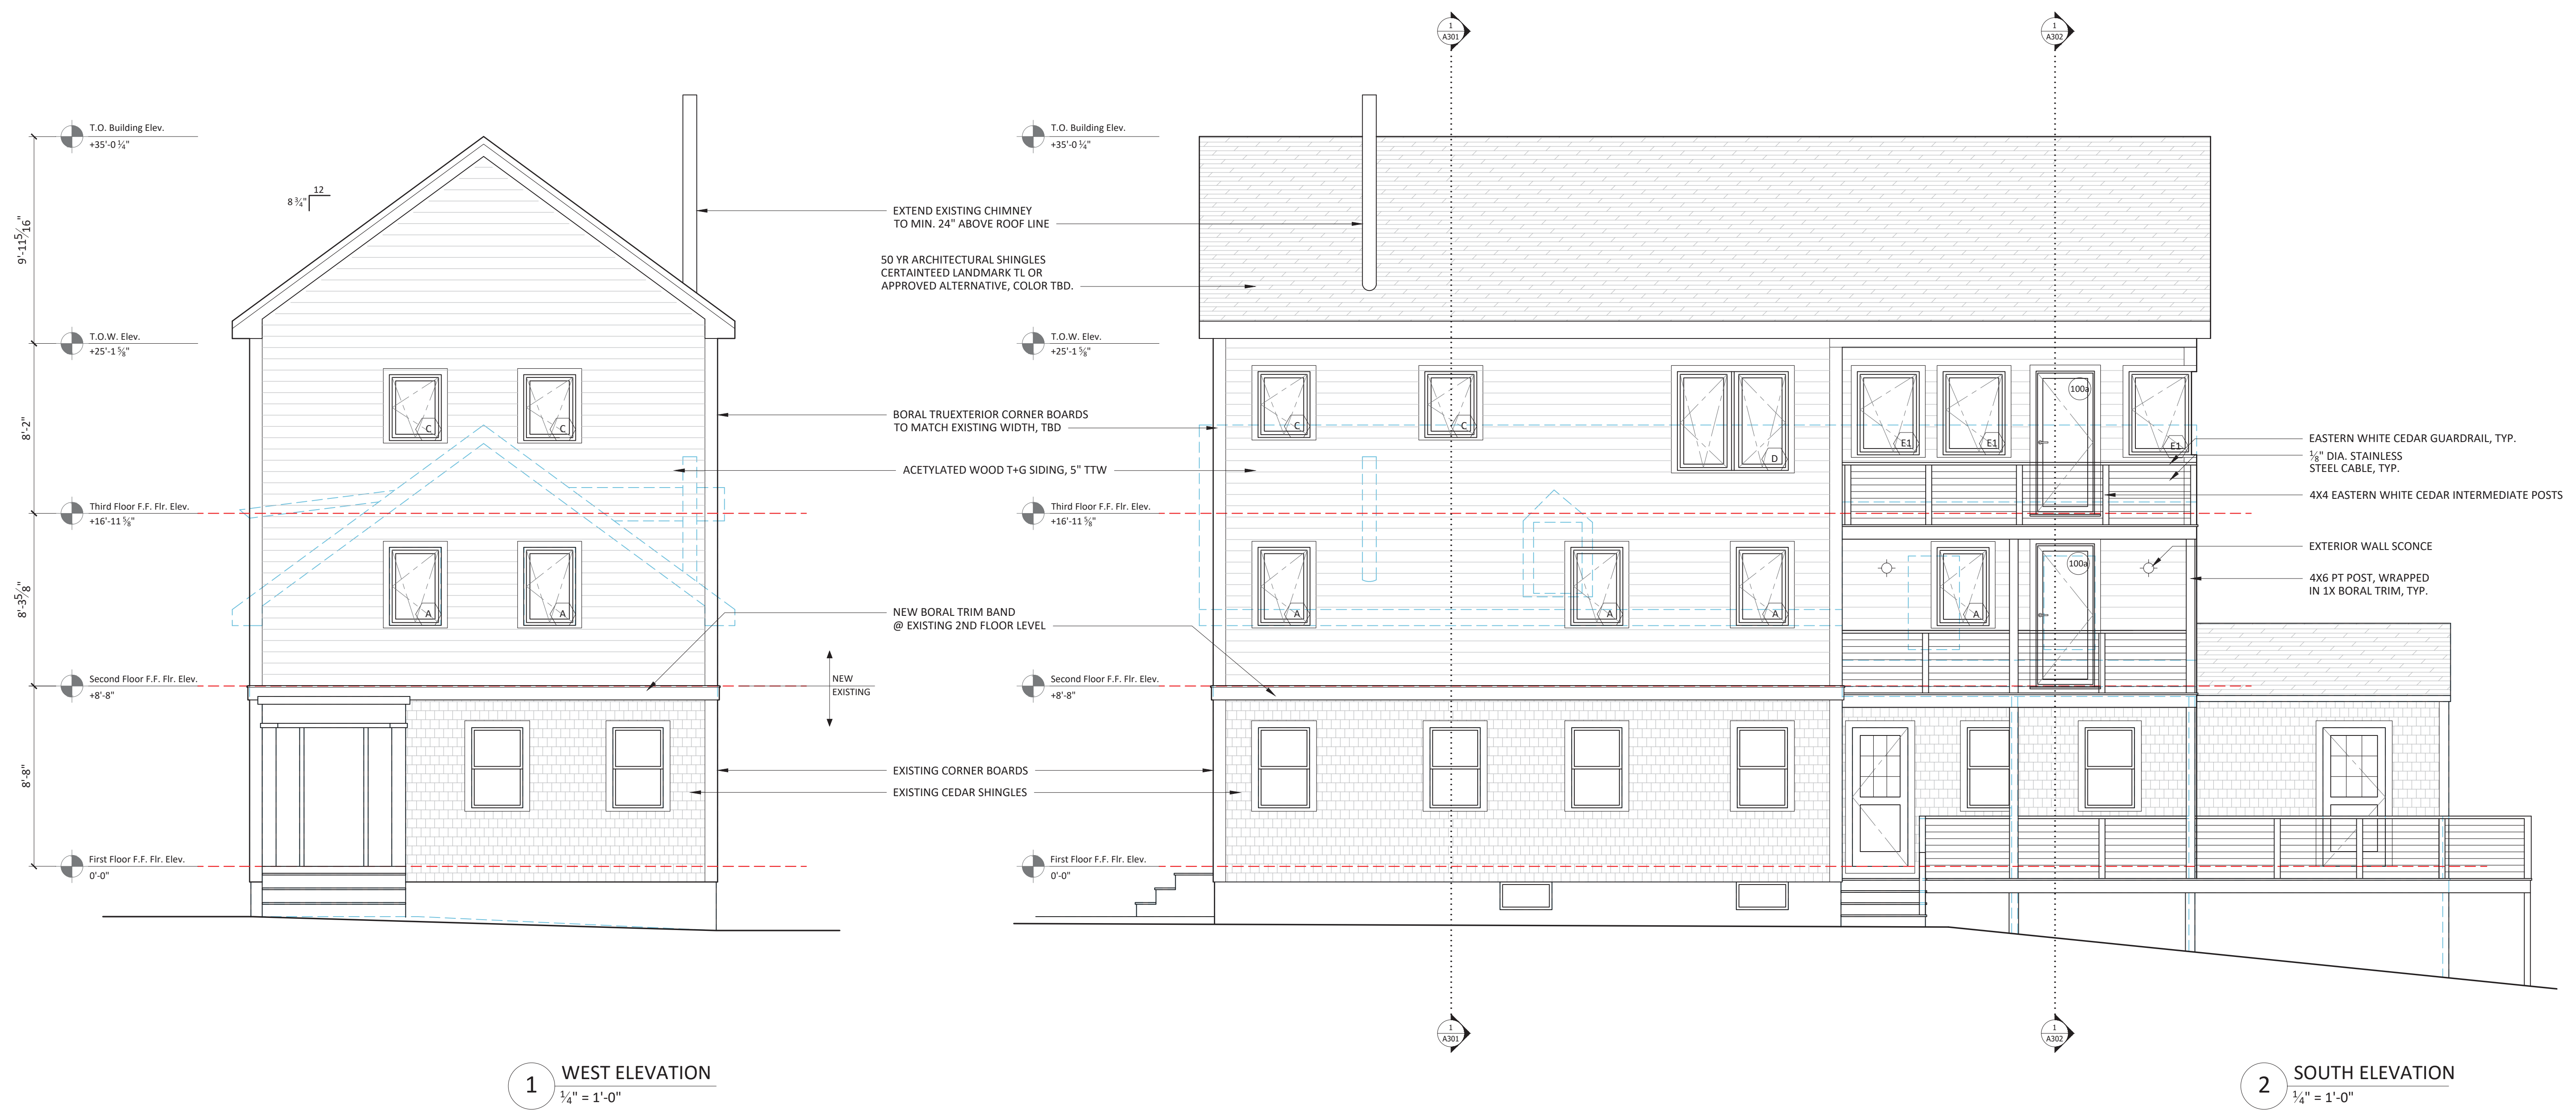 1
A301
1
A302
T.O. Building Elev.
+35'-0 ¼"
T.O. Building Elev.
+35'-0 ¼"
12
8 ¾"
9'-11 5/16"
EXTEND EXISTING CHIMNEY
TO MIN. 24" ABOVE ROOF LINE
50 YR ARCHITECTURAL SHINGLES
CERTAINTEED LANDMARK TL OR
APPROVED ALTERNATIVE, COLOR TBD.
T.O.W. Elev.
+25'-1 ⅝"
T.O.W. Elev.
+25'-1 ⅝"
8'-2"
C
C
BORAL TRUEXTERIOR CORNER BOARDS
TO MATCH EXISTING WIDTH, TBD
C
C
D
E1
E1
100a
E1
EASTERN WHITE CEDAR GUARDRAIL, TYP.
⅛" DIA. STAINLESS
STEEL CABLE, TYP.
ACETYLATED WOOD T+G SIDING, 5" TTW
4X4 EASTERN WHITE CEDAR INTERMEDIATE POSTS
Third Floor F.F. Flr. Elev.
+16'-11 ⅝"
Third Floor F.F. Flr. Elev.
+16'-11 ⅝"
8'-3 5/8"
A
A
A
A
A
A
100a
EXTERIOR WALL SCONCE
4X6 PT POST, WRAPPED
IN 1X BORAL TRIM, TYP.
NEW BORAL TRIM BAND
@ EXISTING 2ND FLOOR LEVEL
Second Floor F.F. Flr. Elev.
+8'-8"
NEW
EXISTING
Second Floor F.F. Flr. Elev.
+8'-8"
8'-8"
EXISTING CORNER BOARDS
EXISTING CEDAR SHINGLES
First Floor F.F. Flr. Elev.
0'-0"
First Floor F.F. Flr. Elev.
0'-0"
1
A301
1
A302
1
WEST ELEVATION
¼" = 1'-0"
2
SOUTH ELEVATION
¼" = 1'-0"